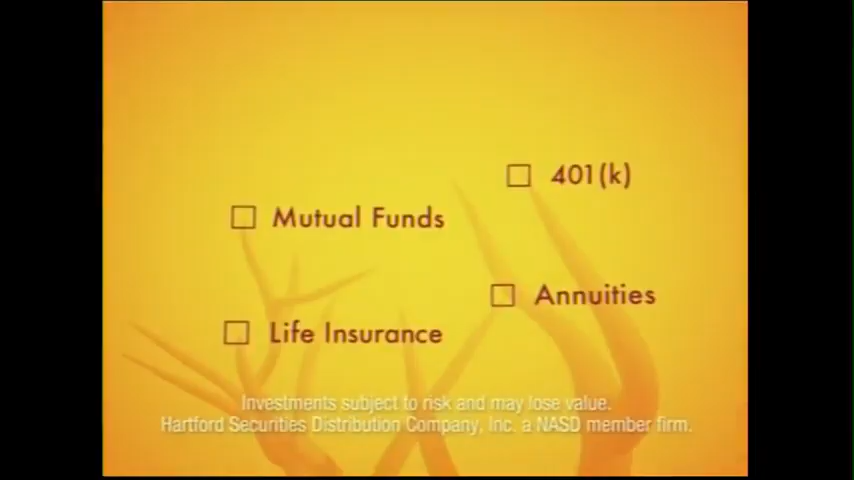 401(k)
Mutual Funds
Annuities
Life Insurance
Investments subject to risk and may lose value.
Hartford Securities Distribution Company, Inc. a NASD member firm.